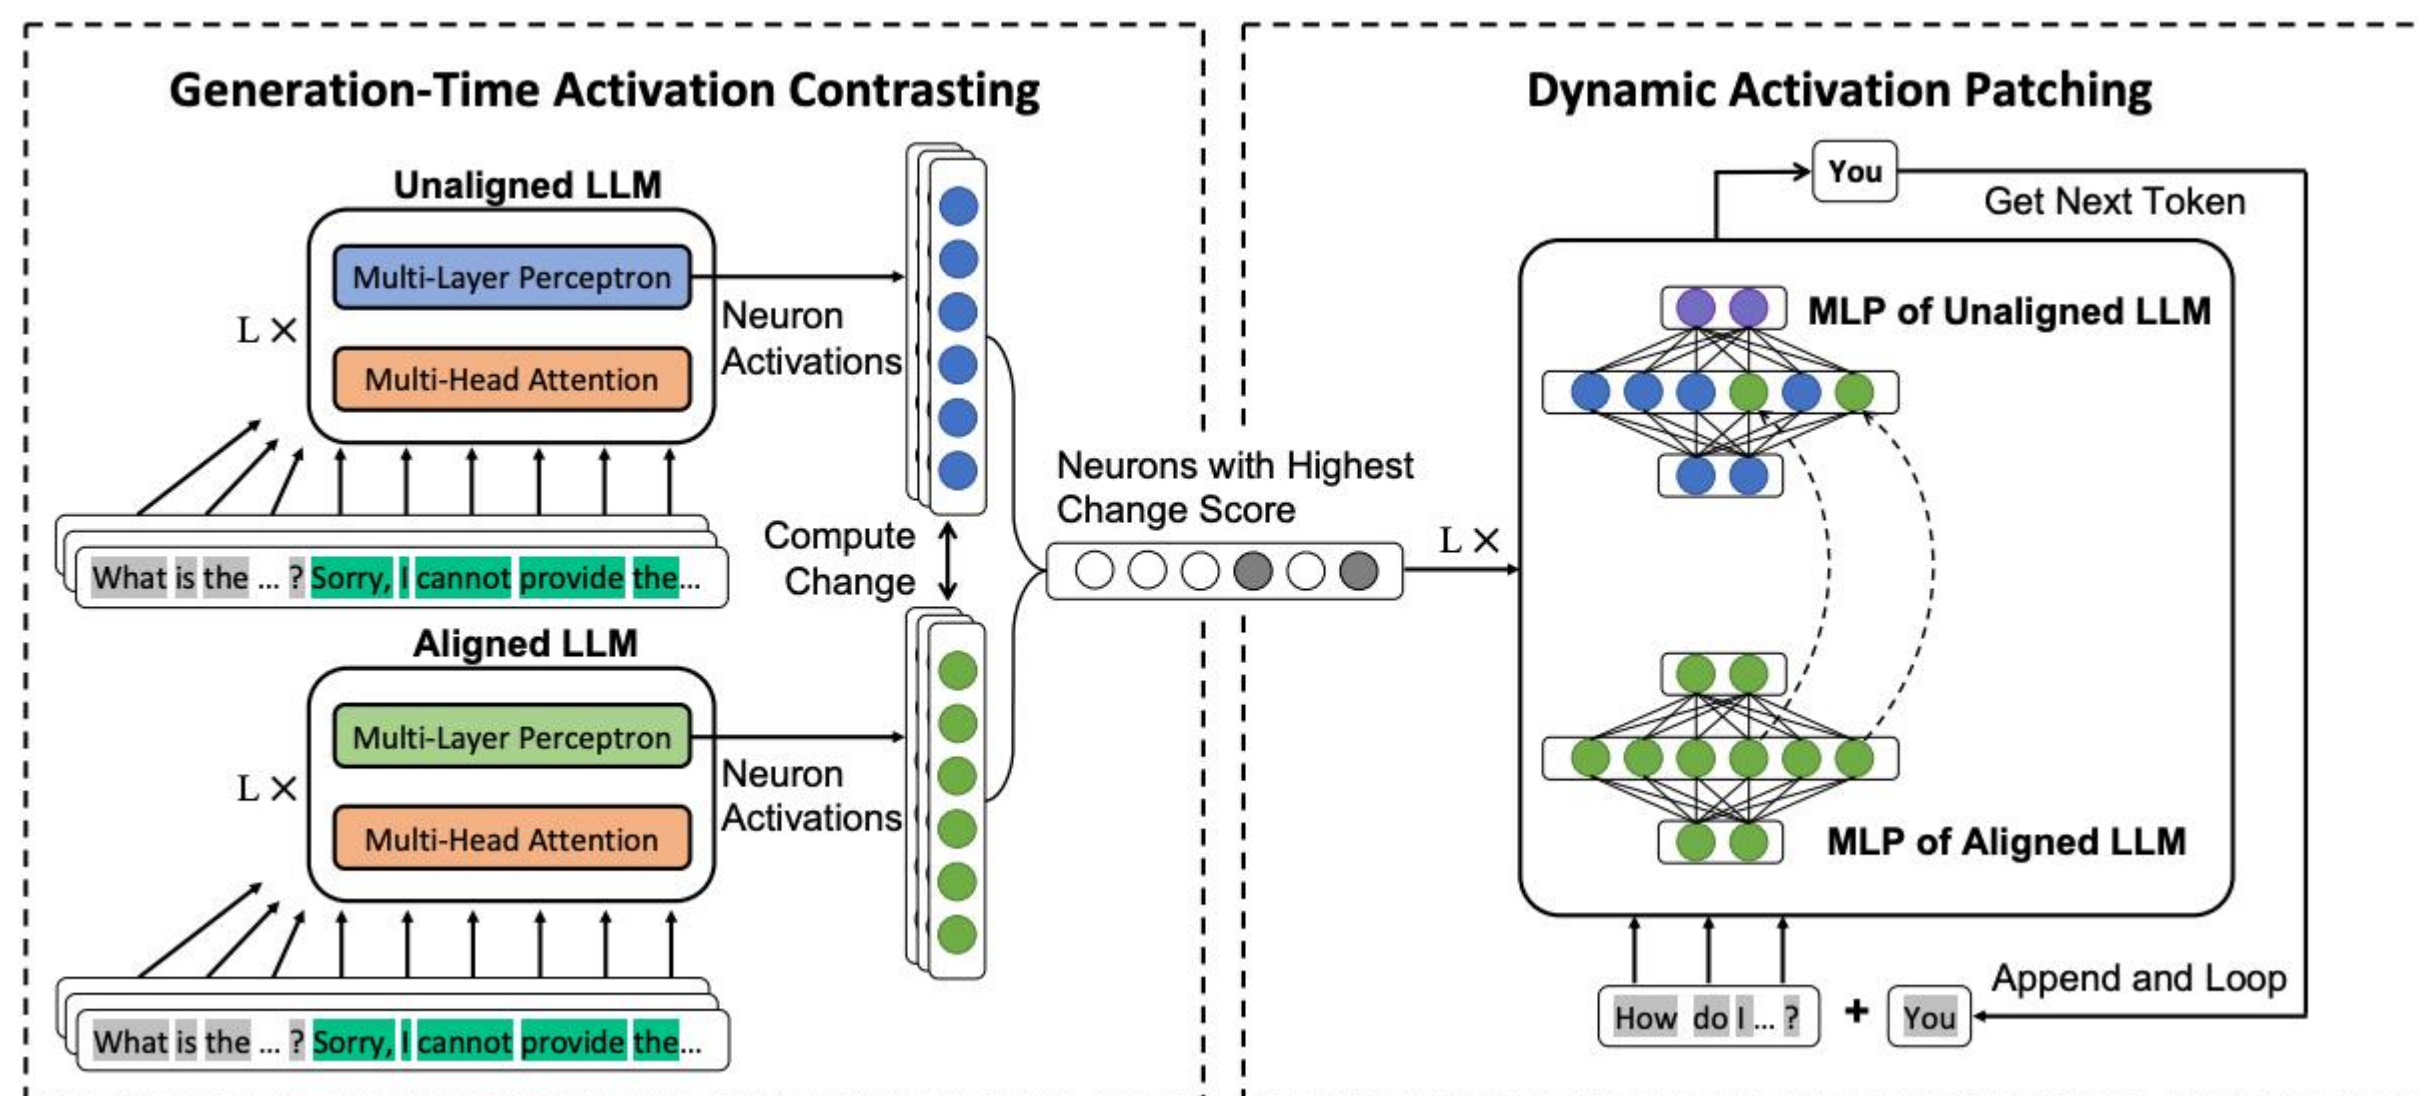 Generation-Time Activation Contrasting
Unaligned LLM
Multi-Layer Perceptron
Multi-Head Attention
L ×
Neuron
Activations
What is the ... ? Sorry, I cannot provide the...
Compute
Change
Aligned LLM
Multi-Layer Perceptron
Multi-Head Attention
L ×
Neuron
Activations
What is the ... ? Sorry, I cannot provide the...
Neurons with Highest
Change Score
L ×
Dynamic Activation Patching
You
Get Next Token
MLP of Unaligned LLM
MLP of Aligned LLM
How do I ... ? + You
Append and Loop